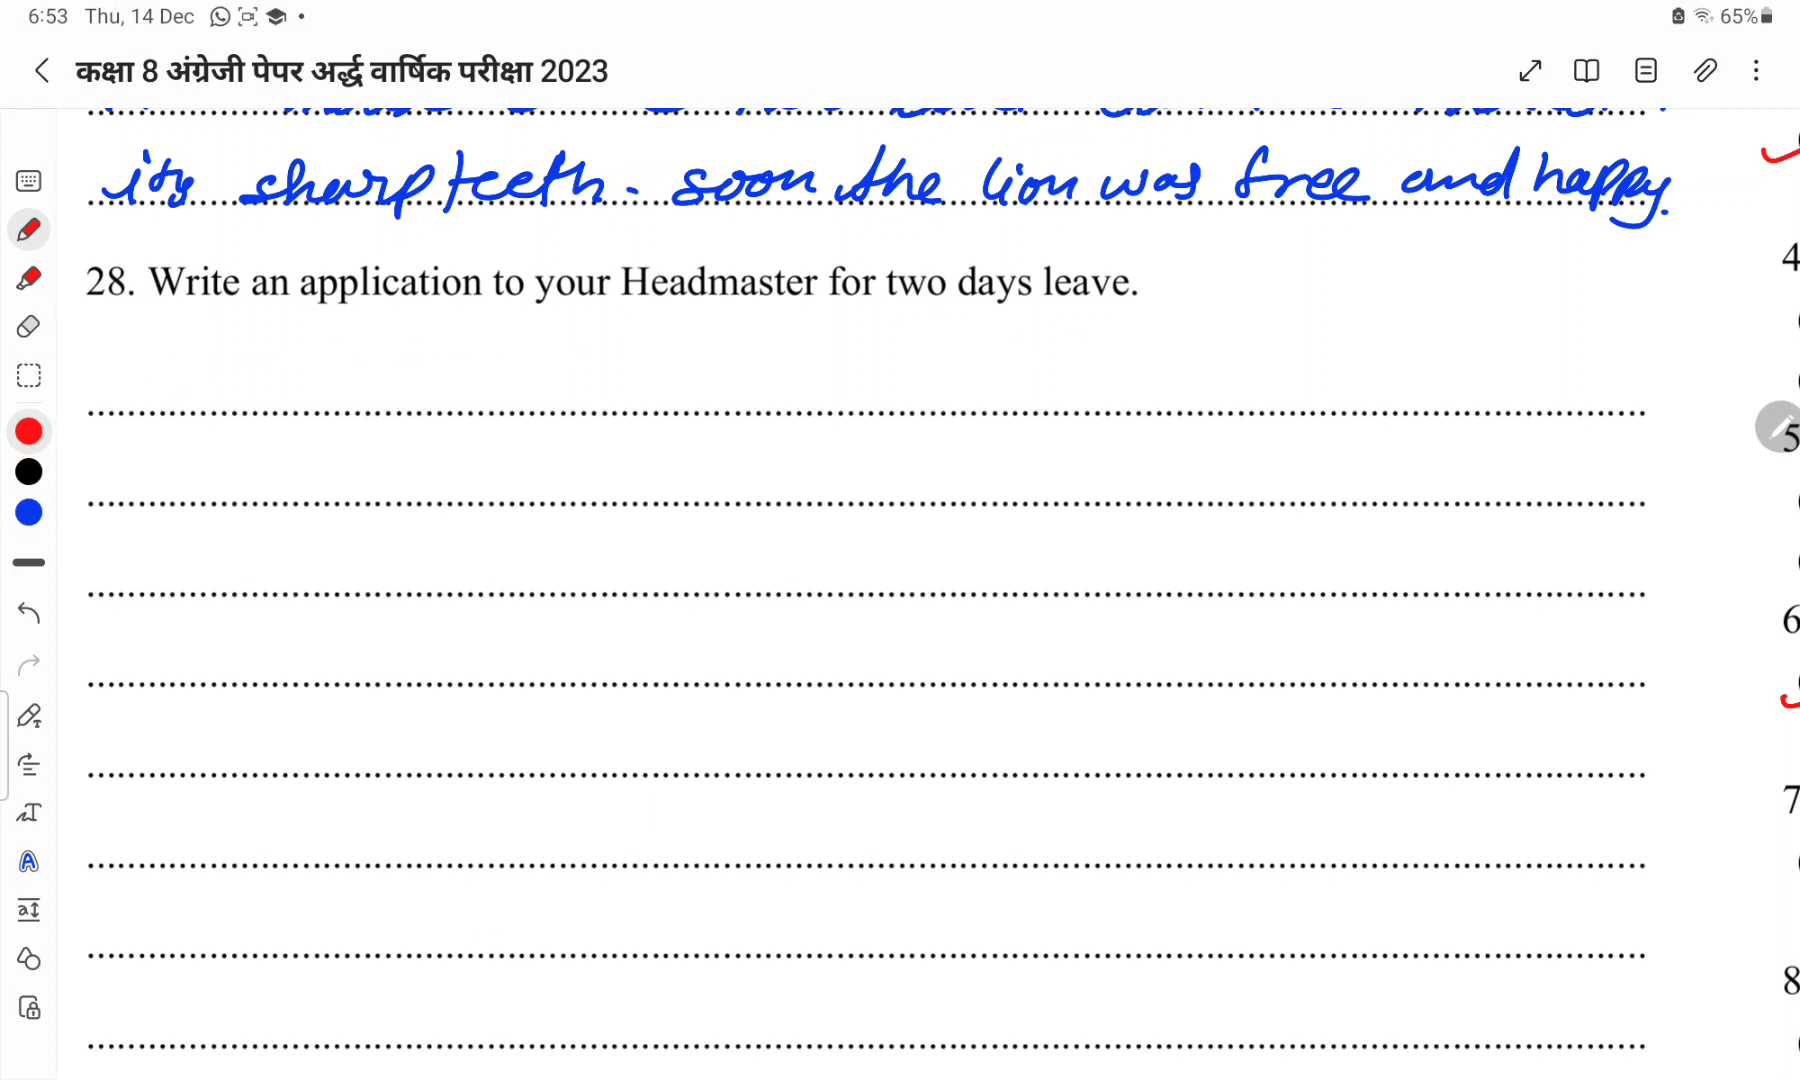 6:53 Thu, 14 Dec 65%
कक्षा 8 अंग्रेजी पेपर अर्द्ध वार्षिक परीक्षा 2023
its sharp teeth. soon the lion was free and happy.
28. Write an application to your Headmaster for two days leave.
4
5
6
7
8